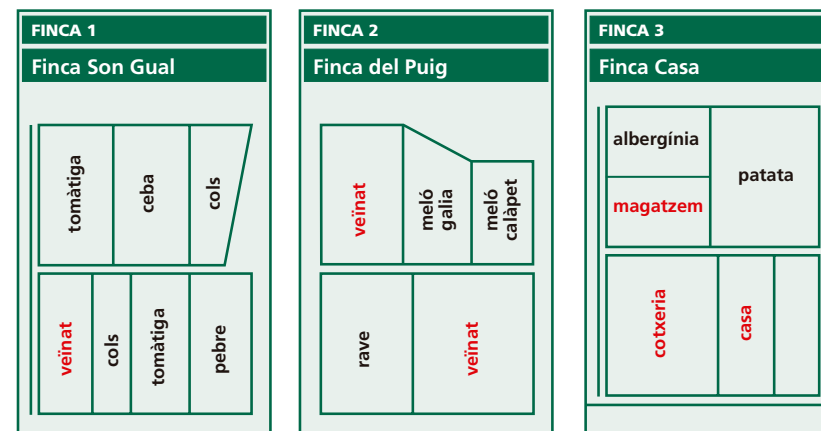 FINCA 1
Finca Son Gual
tomàtiga
ceba
cols
veïnat
cols
tomàtiga
pebre
FINCA 2
Finca del Puig
veïnat
meló
galia
meló
calàpet
rave
veïnat
FINCA 3
Finca Casa
albergínia
magatzem
patata
cotxeria
casa